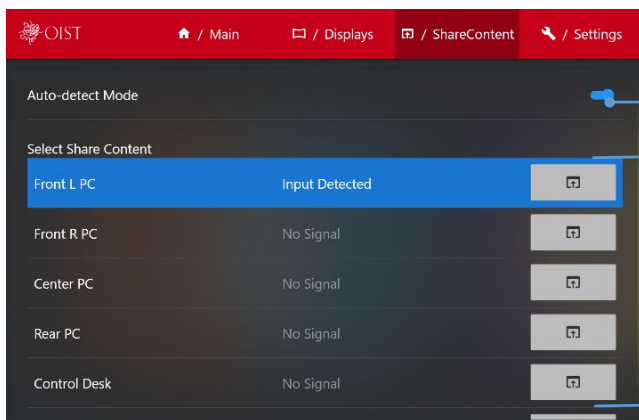 OIST / Main / Displays / ShareContent / Settings
Auto-detect Mode
Select Share Content
Front L PC Input Detected
Front R PC No Signal
Center PC No Signal
Rear PC No Signal
Control Desk No Signal